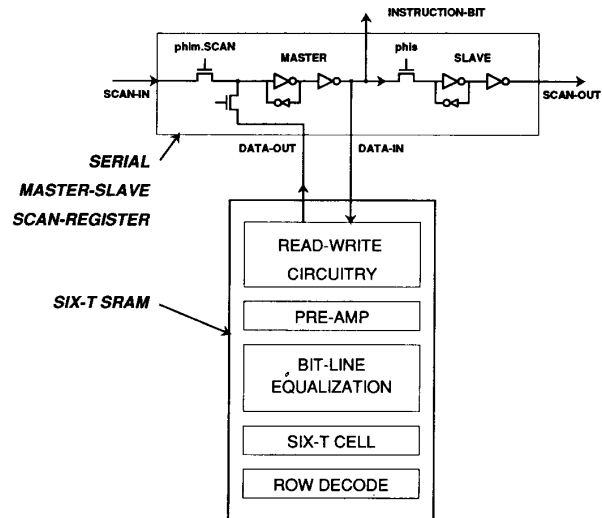 INSTRUCTION-BIT
phim.SCAN
MASTER
phis
SLAVE
SCAN-IN
SCAN-OUT
DATA-OUT
DATA-IN
SERIAL
MASTER-SLAVE
SCAN-REGISTER
READ-WRITE
CIRCUITRY
SIX-T SRAM
PRE-AMP
BIT-LINE
EQUALIZATION
SIX-T CELL
ROW DECODE